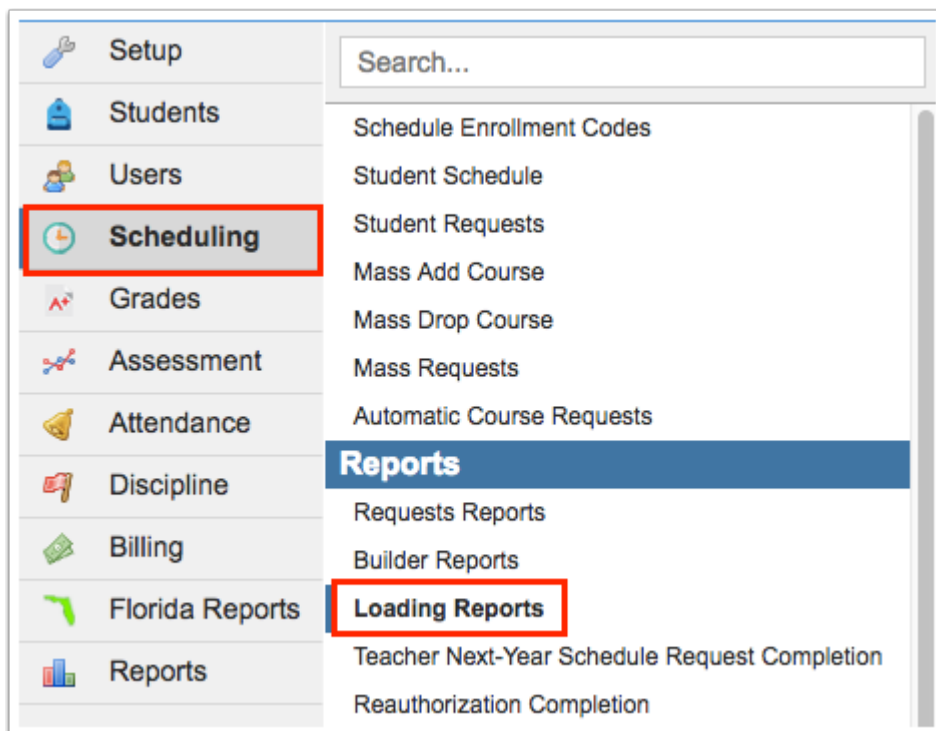 Setup
Students
Users
Scheduling
Grades
Assessment
Attendance
Discipline
Billing
Florida Reports
Reports
Search...
Schedule Enrollment Codes
Student Schedule
Student Requests
Mass Add Course
Mass Drop Course
Mass Requests
Automatic Course Requests
Reports
Requests Reports
Builder Reports
Loading Reports
Teacher Next-Year Schedule Request Completion
Reauthorization Completion